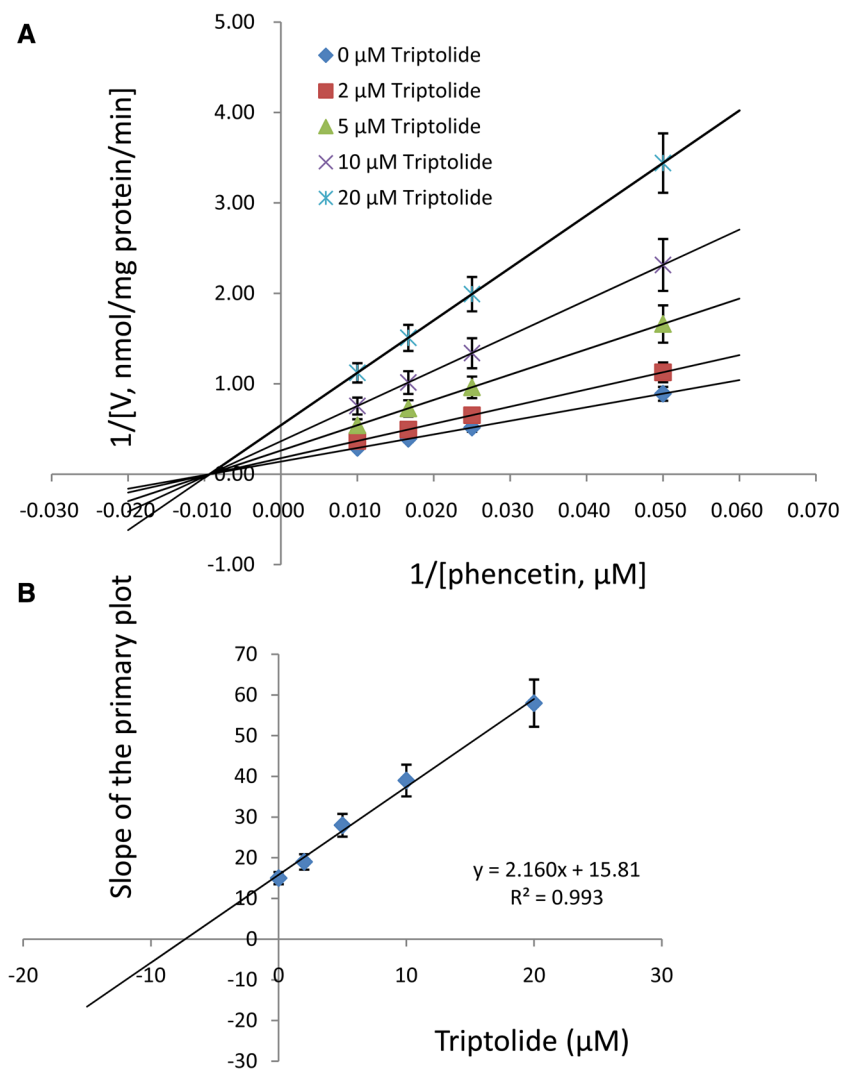 A
1/[V, nmol/mg protein/min]
5.00
4.00
3.00
2.00
1.00
0.00
-1.00
0 µM Triptolide
2 µM Triptolide
5 µM Triptolide
10 µM Triptolide
20 µM Triptolide
-0.030 -0.020 -0.010 0.000 0.010 0.020 0.030 0.040 0.050 0.060 0.070
1/[phencetin, µM]
B
Slope of the primary plot
70
60
50
40
30
20
10
0
-10
-20
-30
y = 2.160x + 15.81
R² = 0.993
-20 -10 0 10 20 30
Triptolide (µM)